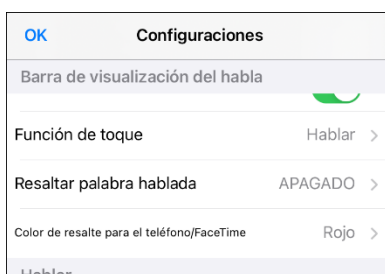 OK Configuraciones
Barra de visualización del habla
Función de toque Hablar
Resaltar palabra hablada APAGADO
Color de resalte para el teléfono/FaceTime Rojo
Hablar